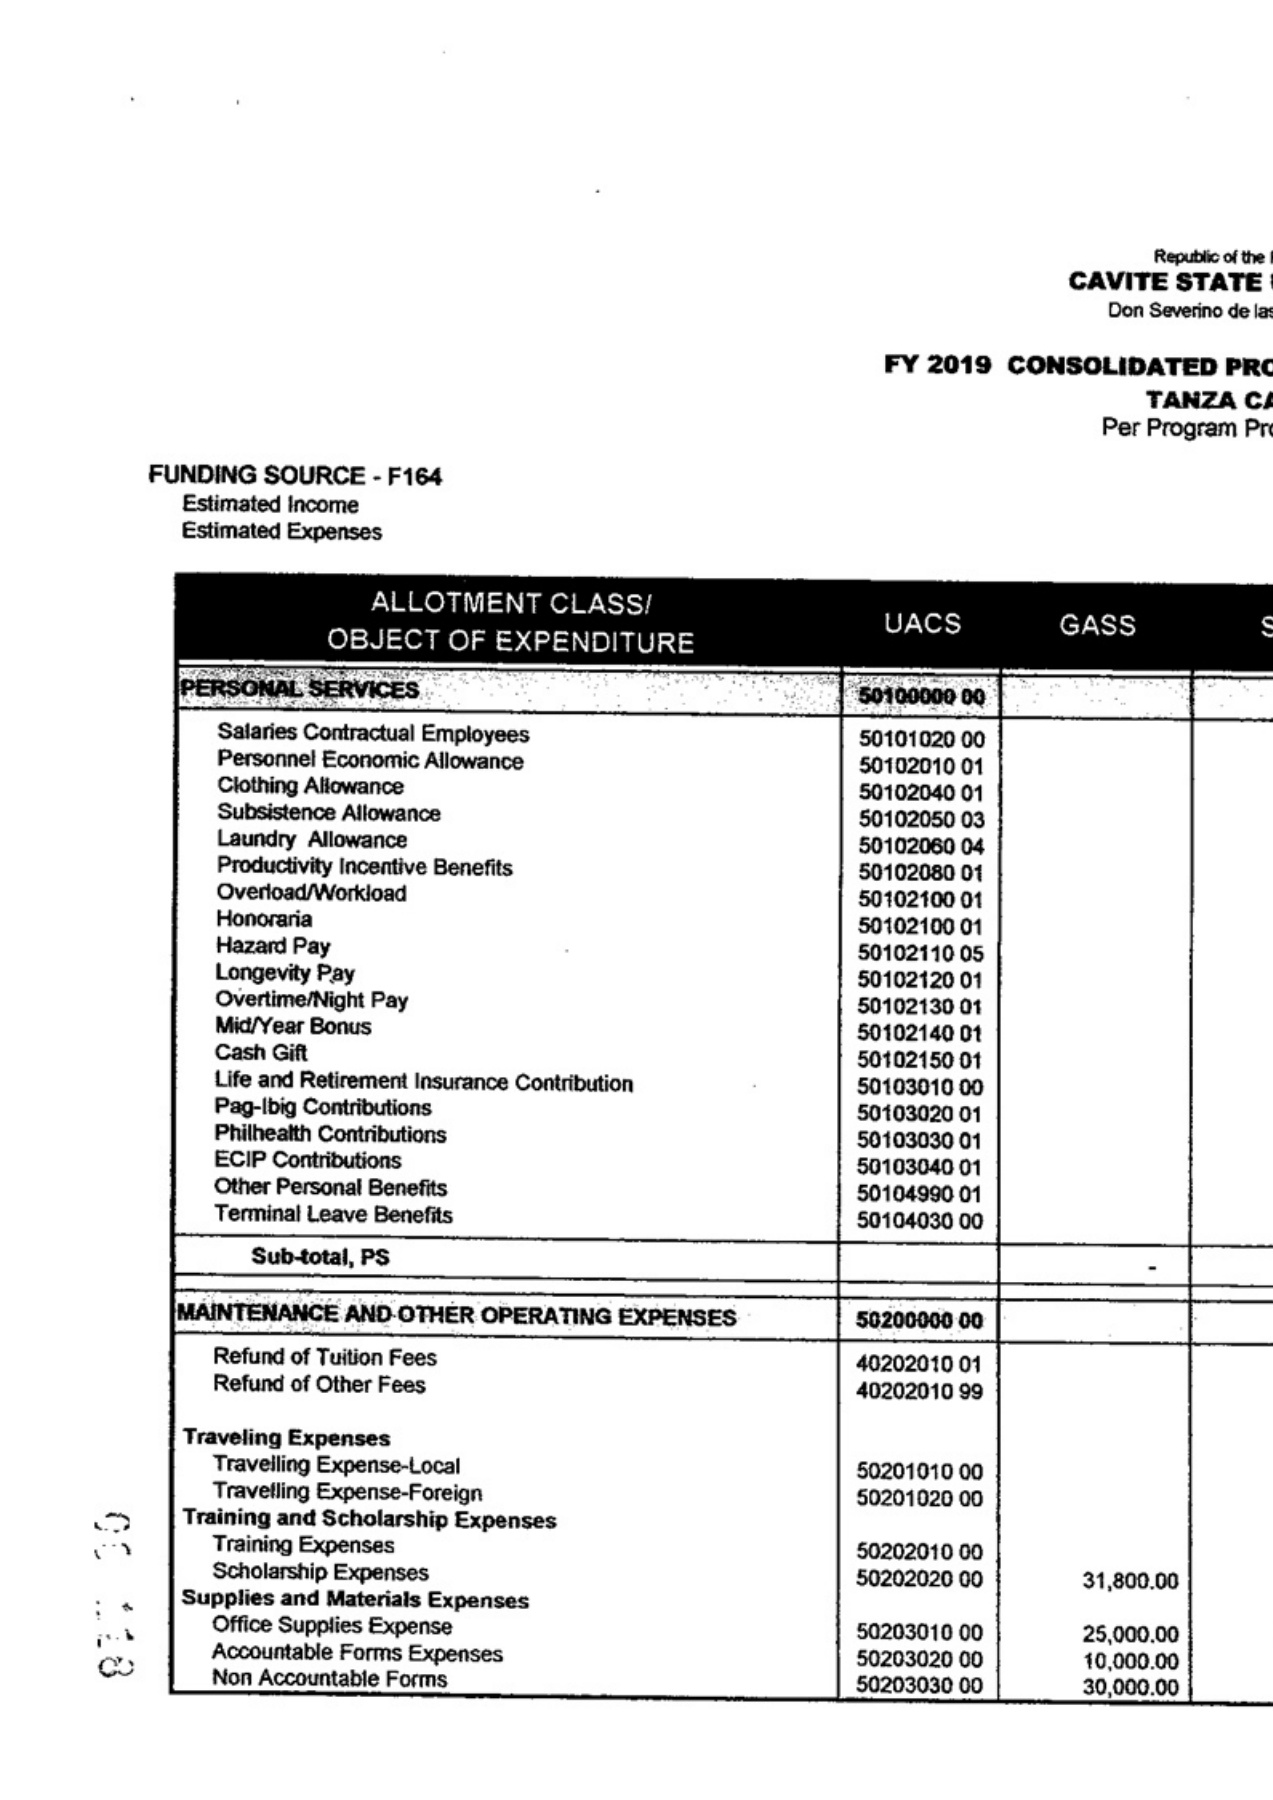 Republic of the
CAVITE STATE
Don Severino de las
FY 2019 CONSOLIDATED PRO
TANZA CA
Per Program Pro
FUNDING SOURCE - F164
Estimated Income
Estimated Expenses
ALLOTMENT CLASS/
OBJECT OF EXPENDITURE UACS GASS S
PERSONAL SERVICES 50100000 00
Salaries Contractual Employees 50101020 00
Personnel Economic Allowance 50102010 01
Clothing Allowance 50102040 01
Subsistence Allowance 50102050 03
Laundry Allowance 50102060 04
Productivity Incentive Benefits 50102080 01
Overload/Workload 50102100 01
Honoraria 50102100 01
Hazard Pay 50102110 05
Longevity Pay 50102120 01
Overtime/Night Pay 50102130 01
Mid/Year Bonus 50102140 01
Cash Gift 50102150 01
Life and Retirement Insurance Contribution 50103010 00
Pag-Ibig Contributions 50103020 01
Philhealth Contributions 50103030 01
ECIP Contributions 50103040 01
Other Personal Benefits 50104990 01
Terminal Leave Benefits 50104030 00
Sub-total, PS -
MAINTENANCE AND OTHER OPERATING EXPENSES 50200000 00
Refund of Tuition Fees 40202010 01
Refund of Other Fees 40202010 99
Traveling Expenses
Travelling Expense-Local 50201010 00
Travelling Expense-Foreign 50201020 00
Training and Scholarship Expenses
Training Expenses 50202010 00
Scholarship Expenses 50202020 00 31,800.00
Supplies and Materials Expenses
Office Supplies Expense 50203010 00 25,000.00
Accountable Forms Expenses 50203020 00 10,000.00
Non Accountable Forms 50203030 00 30,000.00